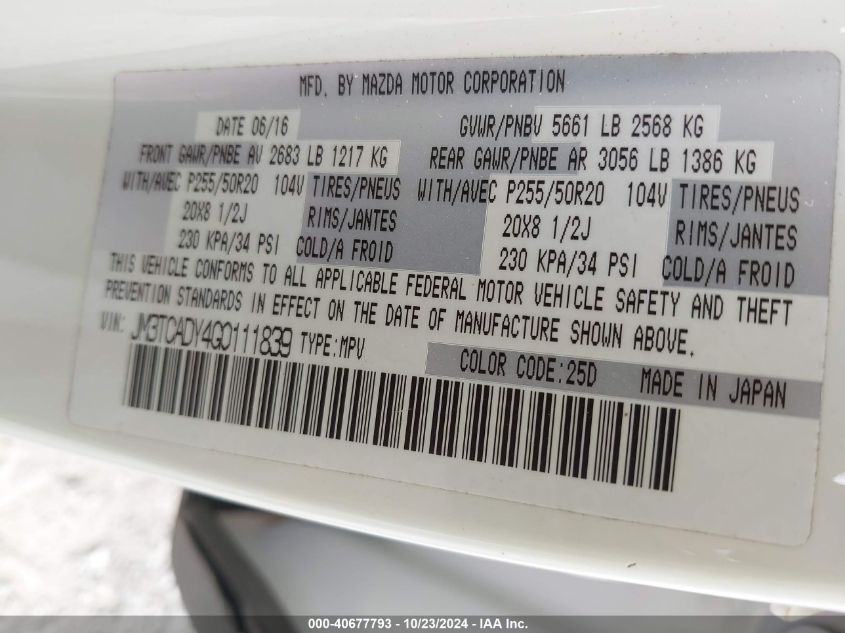 MFD. BY MAZDA MOTOR CORPORATION
DATE 06/16 GVWR/PNBV 5661 LB 2568 KG
FRONT GAWR/PNBE AV 2683 LB 1217 KG REAR GAWR/PNBE AR 3056 LB 1386 KG
WITH/AVEC P255/50R20 104V TIRES/PNEUS WITH/AVEC P255/50R20 104V TIRES/PNEUS
20X8 1/2J RIMS/JANTES 20X8 1/2J RIMS/JANTES
230 KPA/34 PSI COLD/A FROID 230 KPA/34 PSI COLD/A FROID
THIS VEHICLE CONFORMS TO ALL APPLICABLE FEDERAL MOTOR VEHICLE SAFETY AND THEFT
PREVENTION STANDARDS IN EFFECT ON THE DATE OF MANUFACTURE SHOWN ABOVE.
VIN: JM3TCADY4G0111839 TYPE:MPV
COLOR CODE:25D MADE IN JAPAN
000-40677793 - 10/23/2024 - IAA Inc.